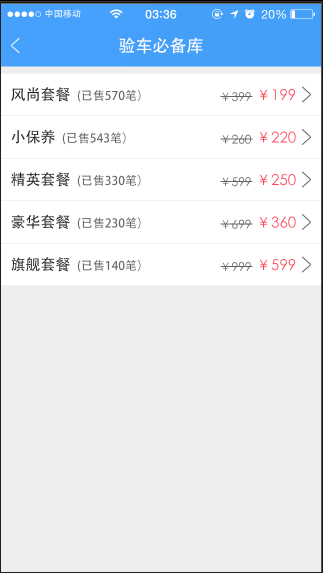 中国移动 03:36 20%
验车必备库
风尚套餐 (已售570笔) ￥399 ￥199
小保养 (已售543笔) ￥260 ￥220
精英套餐 (已售330笔) ￥599 ￥250
豪华套餐 (已售230笔) ￥699 ￥360
旗舰套餐 (已售140笔) ￥999 ￥599